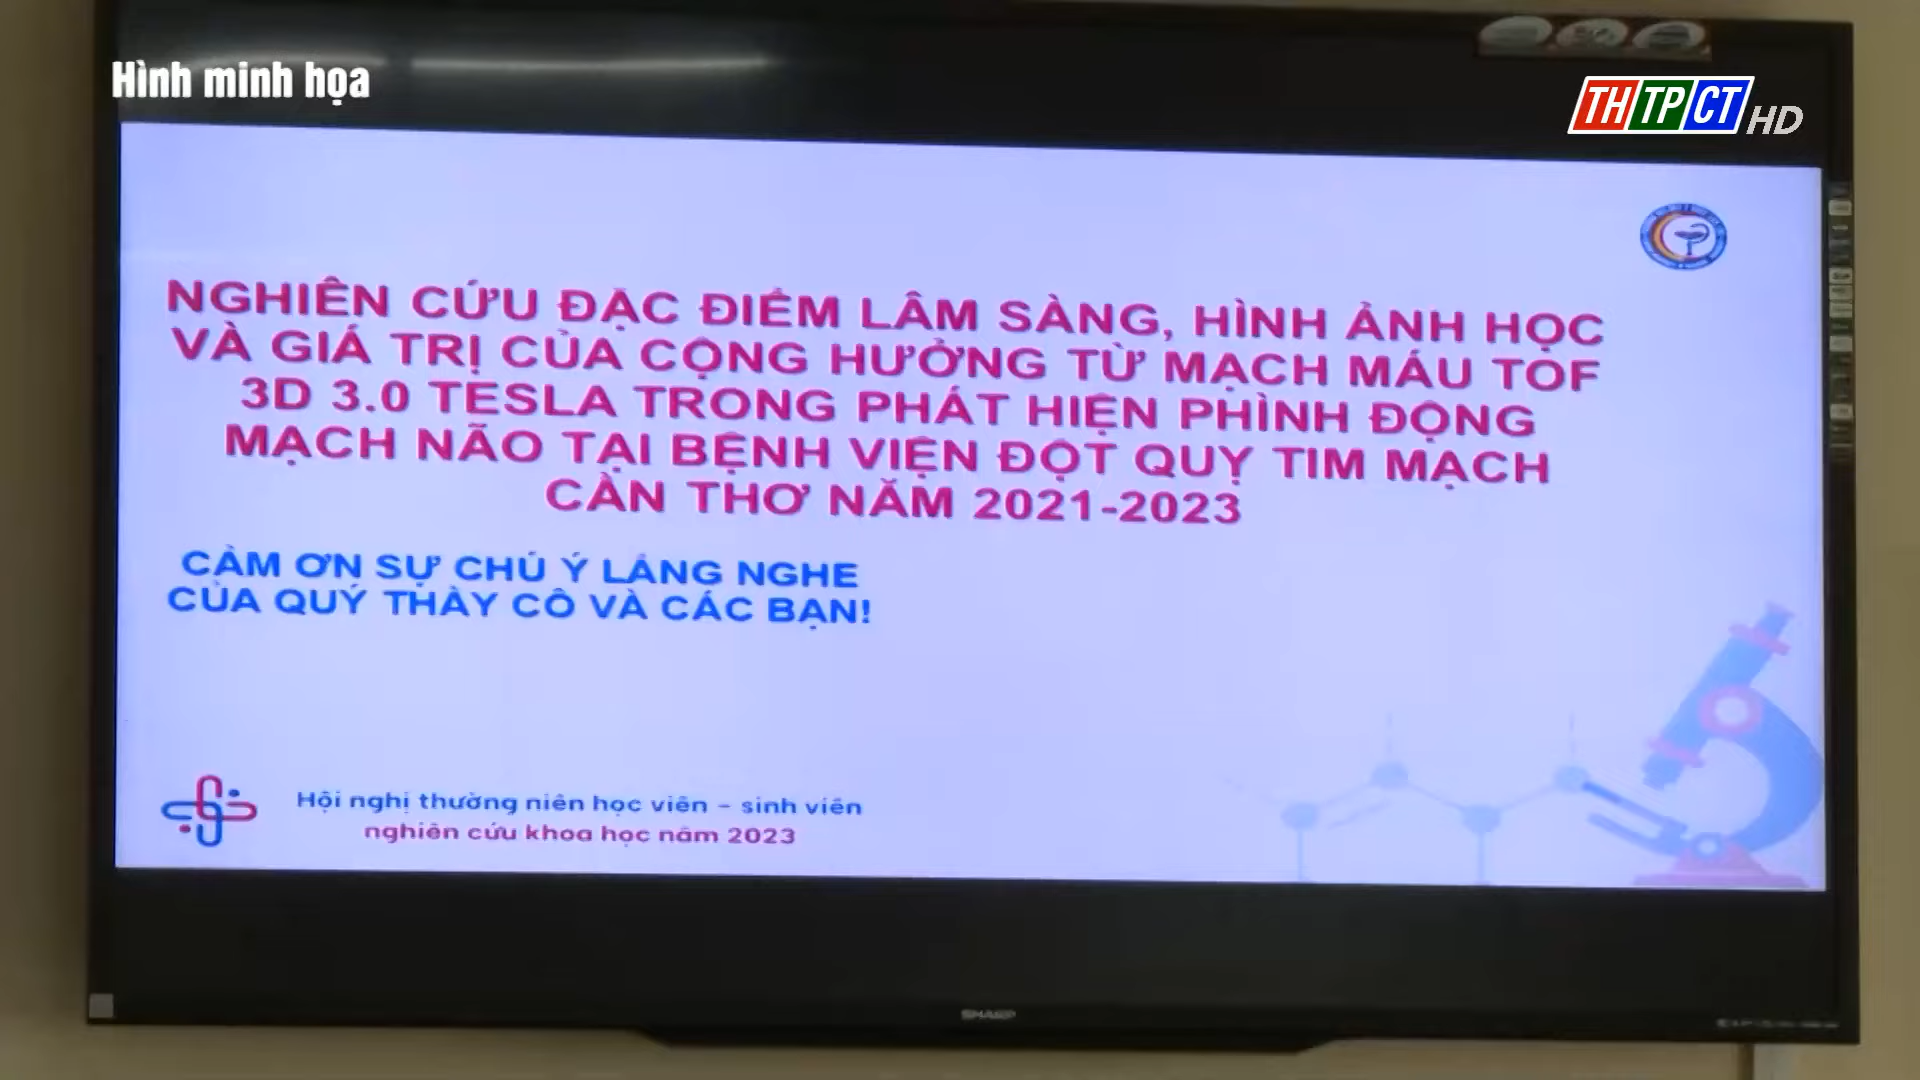 Hình minh họa
THTPCT HD
NGHIÊN CỨU ĐẶC ĐIỂM LÂM SÀNG, HÌNH ẢNH HỌC
VÀ GIÁ TRỊ CỦA CỘNG HƯỞNG TỪ MẠCH MÁU TOF
3D 3.0 TESLA TRONG PHÁT HIỆN PHÌNH ĐỘNG
MẠCH NÃO TẠI BỆNH VIỆN ĐỘT QUỴ TIM MẠCH
CẦN THƠ NĂM 2021-2023
CẢM ƠN SỰ CHÚ Ý LẮNG NGHE
CỦA QUÝ THẦY CÔ VÀ CÁC BẠN!
Hội nghị thường niên học viên - sinh viên
nghiên cứu khoa học năm 2023
SHARP